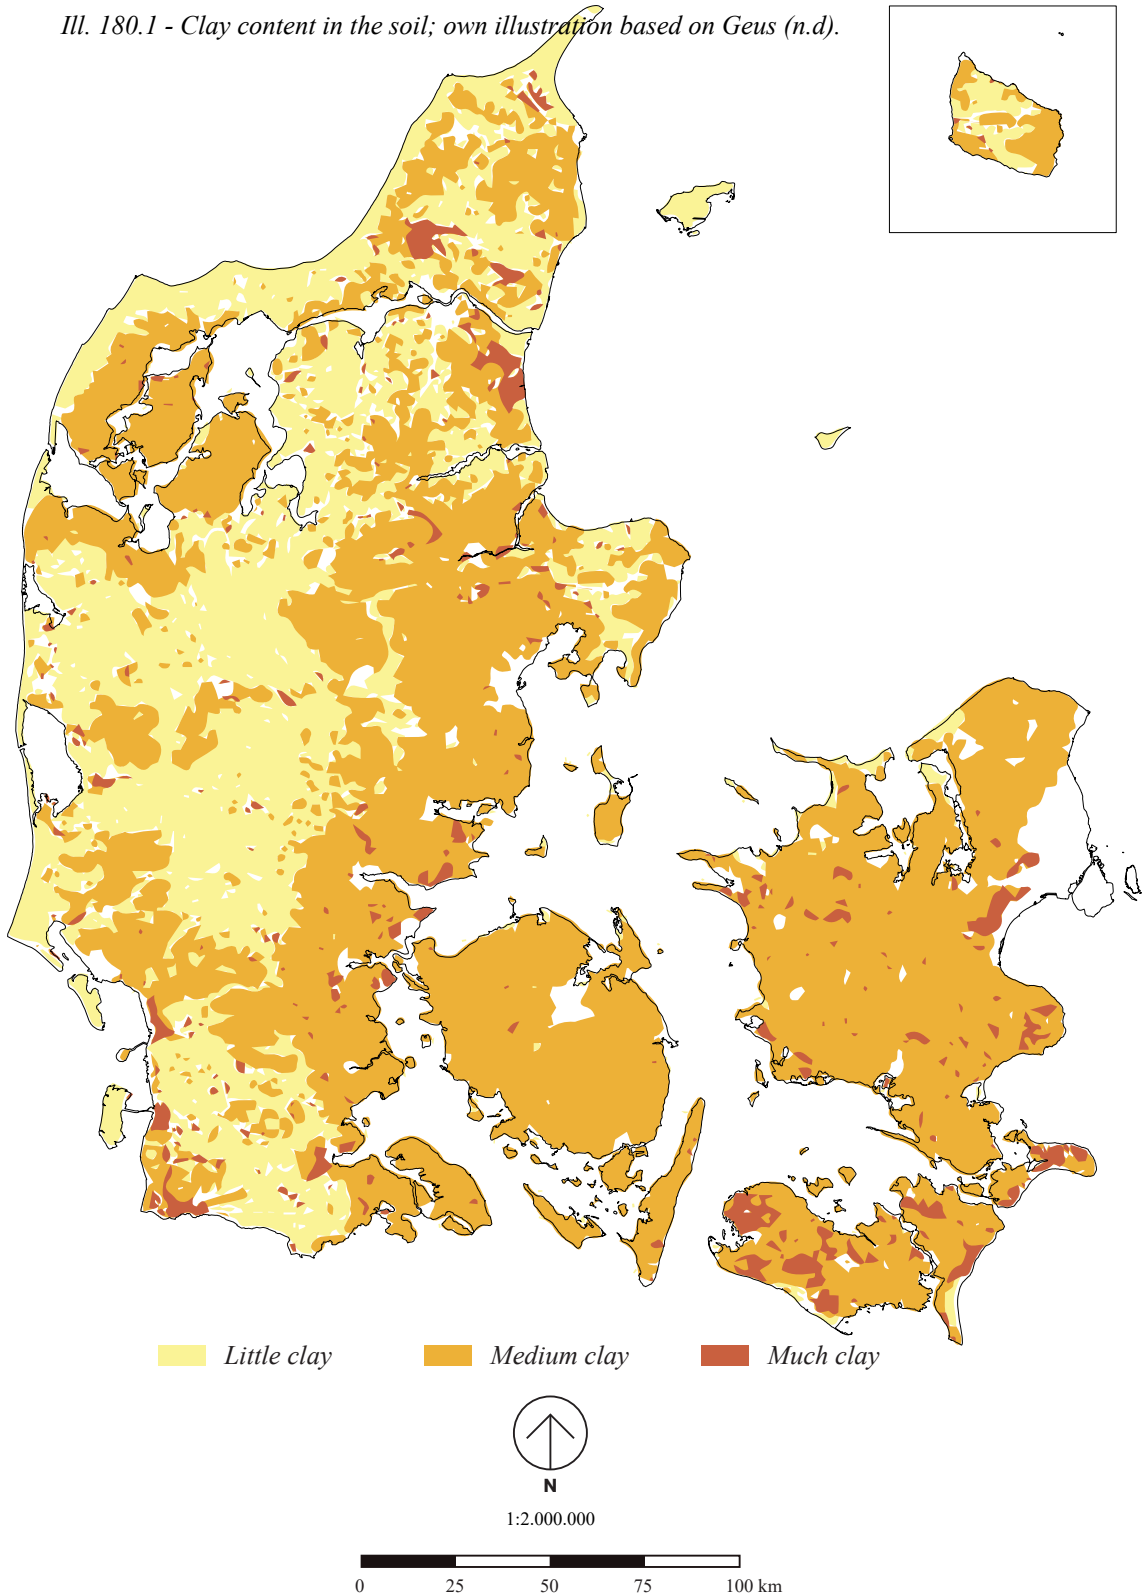 Ill. 180.1 - Clay content in the soil; own illustration based on Geus (n.d).
Little clay
Medium clay
Much clay
N
1:2.000.000
0 25 50 75 100 km